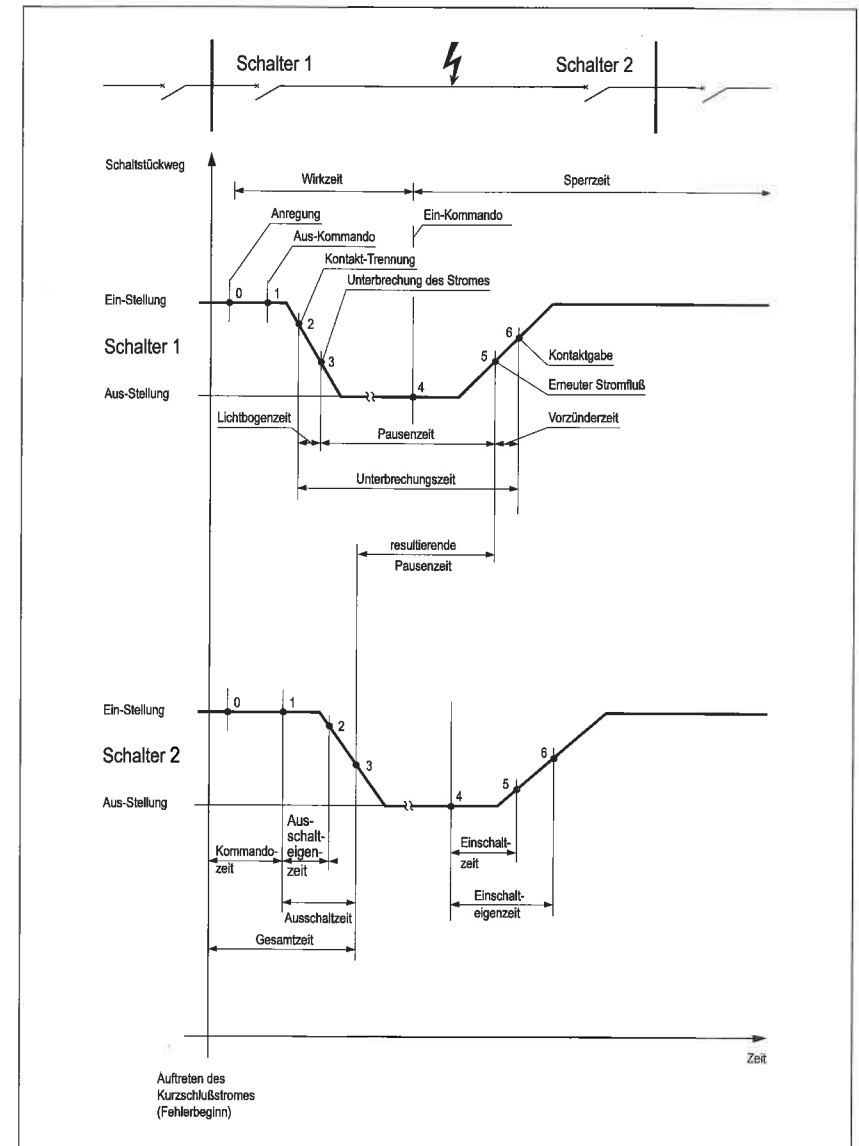 Schalter 1
Schalter 2
Schaltstückweg
Wirkzeit
Sperrzeit
Anregung
Ein-Kommando
Aus-Kommando
Kontakt-Trennung
Unterbrechung des Stromes
Ein-Stellung
0
1
2
3
4
5
6
Schalter 1
Kontaktgabe
Erneuter Stromfluß
Aus-Stellung
Lichtbogenzeit
Pausenzeit
Vorzünderzeit
Unterbrechungszeit
resultierende
Pausenzeit
Ein-Stellung
0
1
2
3
4
5
6
Schalter 2
Aus-Stellung
Kommando-
zeit
Aus-
schalt-
eigen-
zeit
Einschalt-
zeit
Ausschaltzeit
Einschalt-
eigenzeit
Gesamtzeit
Zeit
Auftreten des
Kurzschlußstromes
(Fehlerbeginn)